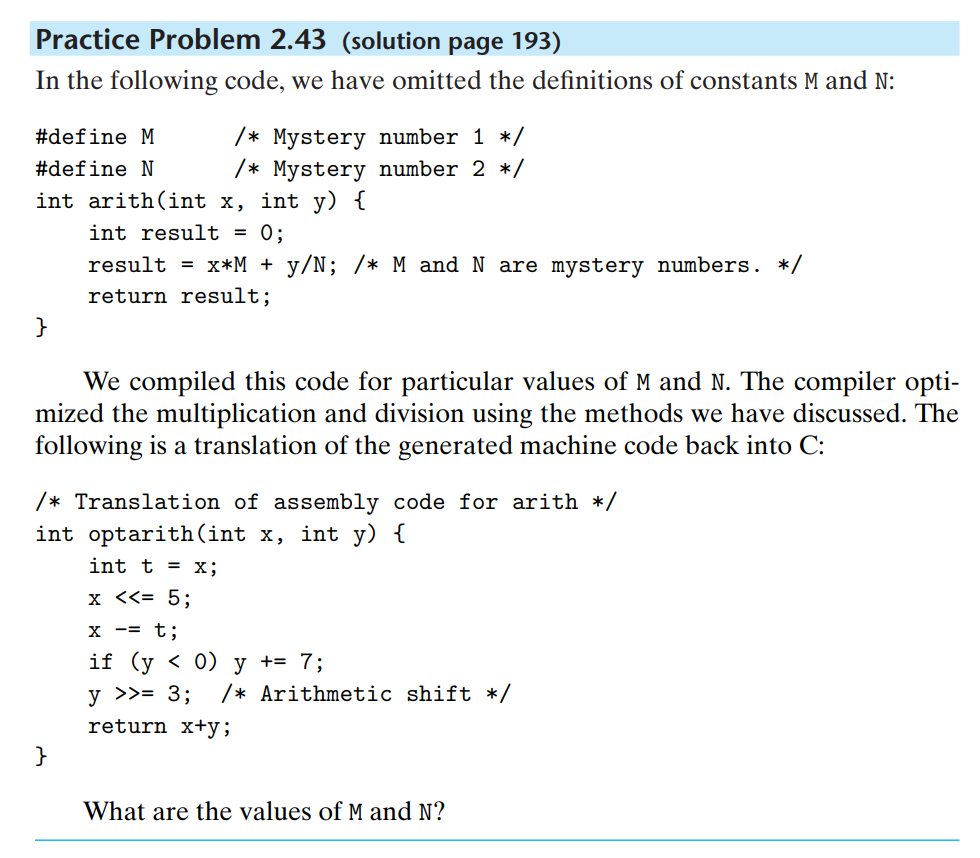 Practice Problem 2.43 (solution page 193)
In the following code, we have omitted the definitions of constants M and N:
#define M /* Mystery number 1 */
#define N /* Mystery number 2 */
int arith(int x, int y) {
int result = 0;
result = x*M + y/N; /* M and N are mystery numbers. */
return result;
}
We compiled this code for particular values of M and N. The compiler opti-
mized the multiplication and division using the methods we have discussed. The
following is a translation of the generated machine code back into C:
/* Translation of assembly code for arith */
int optarith(int x, int y) {
int t = x;
x <<= 5;
x -= t;
if (y < 0) y += 7;
y >>= 3; /* Arithmetic shift */
return x+y;
}
What are the values of M and N?